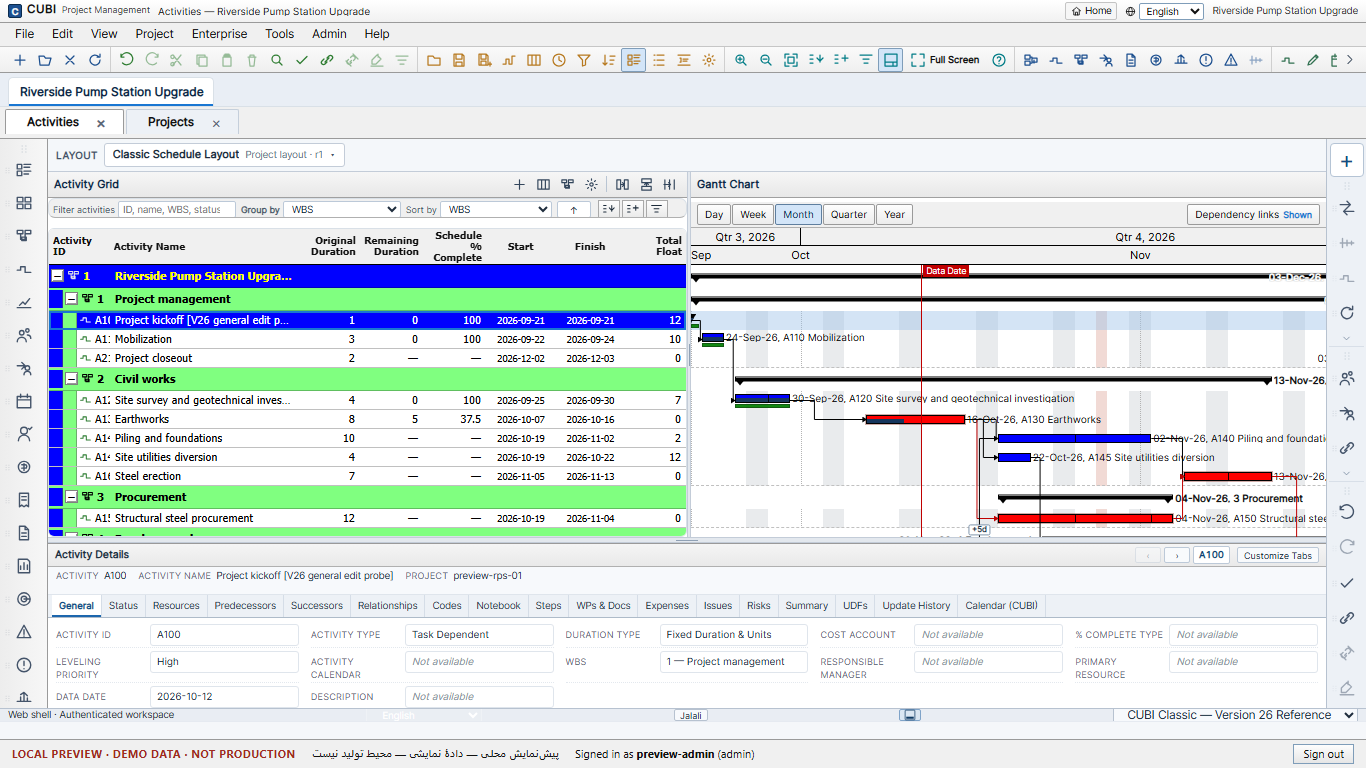 C CUBI Project Management Activities — Riverside Pump Station Upgrade Home English Riverside Pump Station Upgrade
File Edit View Project Enterprise Tools Admin Help
Full Screen
Riverside Pump Station Upgrade
Activities × Projects ×
LAYOUT Classic Schedule Layout Project layout · r1
Activity Grid
Filter activities ID, name, WBS, status Group by WBS Sort by WBS
Activity ID Activity Name Original Duration Remaining Duration Schedule % Complete Start Finish Total Float
1 Riverside Pump Station Upgra...
1 Project management
A10 Project kickoff [V26 general edit p... 1 0 100 2026-09-21 2026-09-21 12
A11 Mobilization 3 0 100 2026-09-22 2026-09-24 10
A21 Project closeout 2 — — 2026-12-02 2026-12-03 0
2 Civil works
A12 Site survey and geotechnical inves... 4 0 100 2026-09-25 2026-09-30 7
A13 Earthworks 8 5 37.5 2026-10-07 2026-10-16 0
A14 Piling and foundations 10 — — 2026-10-19 2026-11-02 2
A14 Site utilities diversion 4 — — 2026-10-19 2026-10-22 12
A16 Steel erection 7 — — 2026-11-05 2026-11-13 0
3 Procurement
A15 Structural steel procurement 12 — — 2026-10-19 2026-11-04 0
Gantt Chart
Day Week Month Quarter Year Dependency links Shown
Qtr 3, 2026 Qtr 4, 2026
Sep Oct Nov
Data Date 03-Dec-26
24-Sep-26, A110 Mobilization
03
13-Nov-26,
30-Sep-26, A120 Site survey and geotechnical investigation
16-Oct-26, A130 Earthworks
02-Nov-26, A140 Piling and foundati
22-Oct-26, A145 Site utilities diversion
13-Nov-26,
04-Nov-26, 3 Procurement
04-Nov-26, A150 Structural stee
+5d
Activity Details A100 Customize Tabs
ACTIVITY A100 ACTIVITY NAME Project kickoff [V26 general edit probe] PROJECT preview-rps-01
General Status Resources Predecessors Successors Relationships Codes Notebook Steps WPs & Docs Expenses Issues Risks Summary UDFs Update History Calendar (CUBI)
ACTIVITY ID A100 ACTIVITY TYPE Task Dependent DURATION TYPE Fixed Duration & Units COST ACCOUNT Not available % COMPLETE TYPE Not available
LEVELING PRIORITY High ACTIVITY CALENDAR Not available WBS 1 — Project management RESPONSIBLE MANAGER Not available PRIMARY RESOURCE Not available
DATA DATE 2026-10-12 DESCRIPTION Not available
Web shell · Authenticated workspace English Jalali CUBI Classic — Version 26 Reference
LOCAL PREVIEW · DEMO DATA · NOT PRODUCTION پیش‌نمایش محلی — دادهٔ نمایشی — محیط تولید نیست Signed in as preview-admin (admin) Sign out